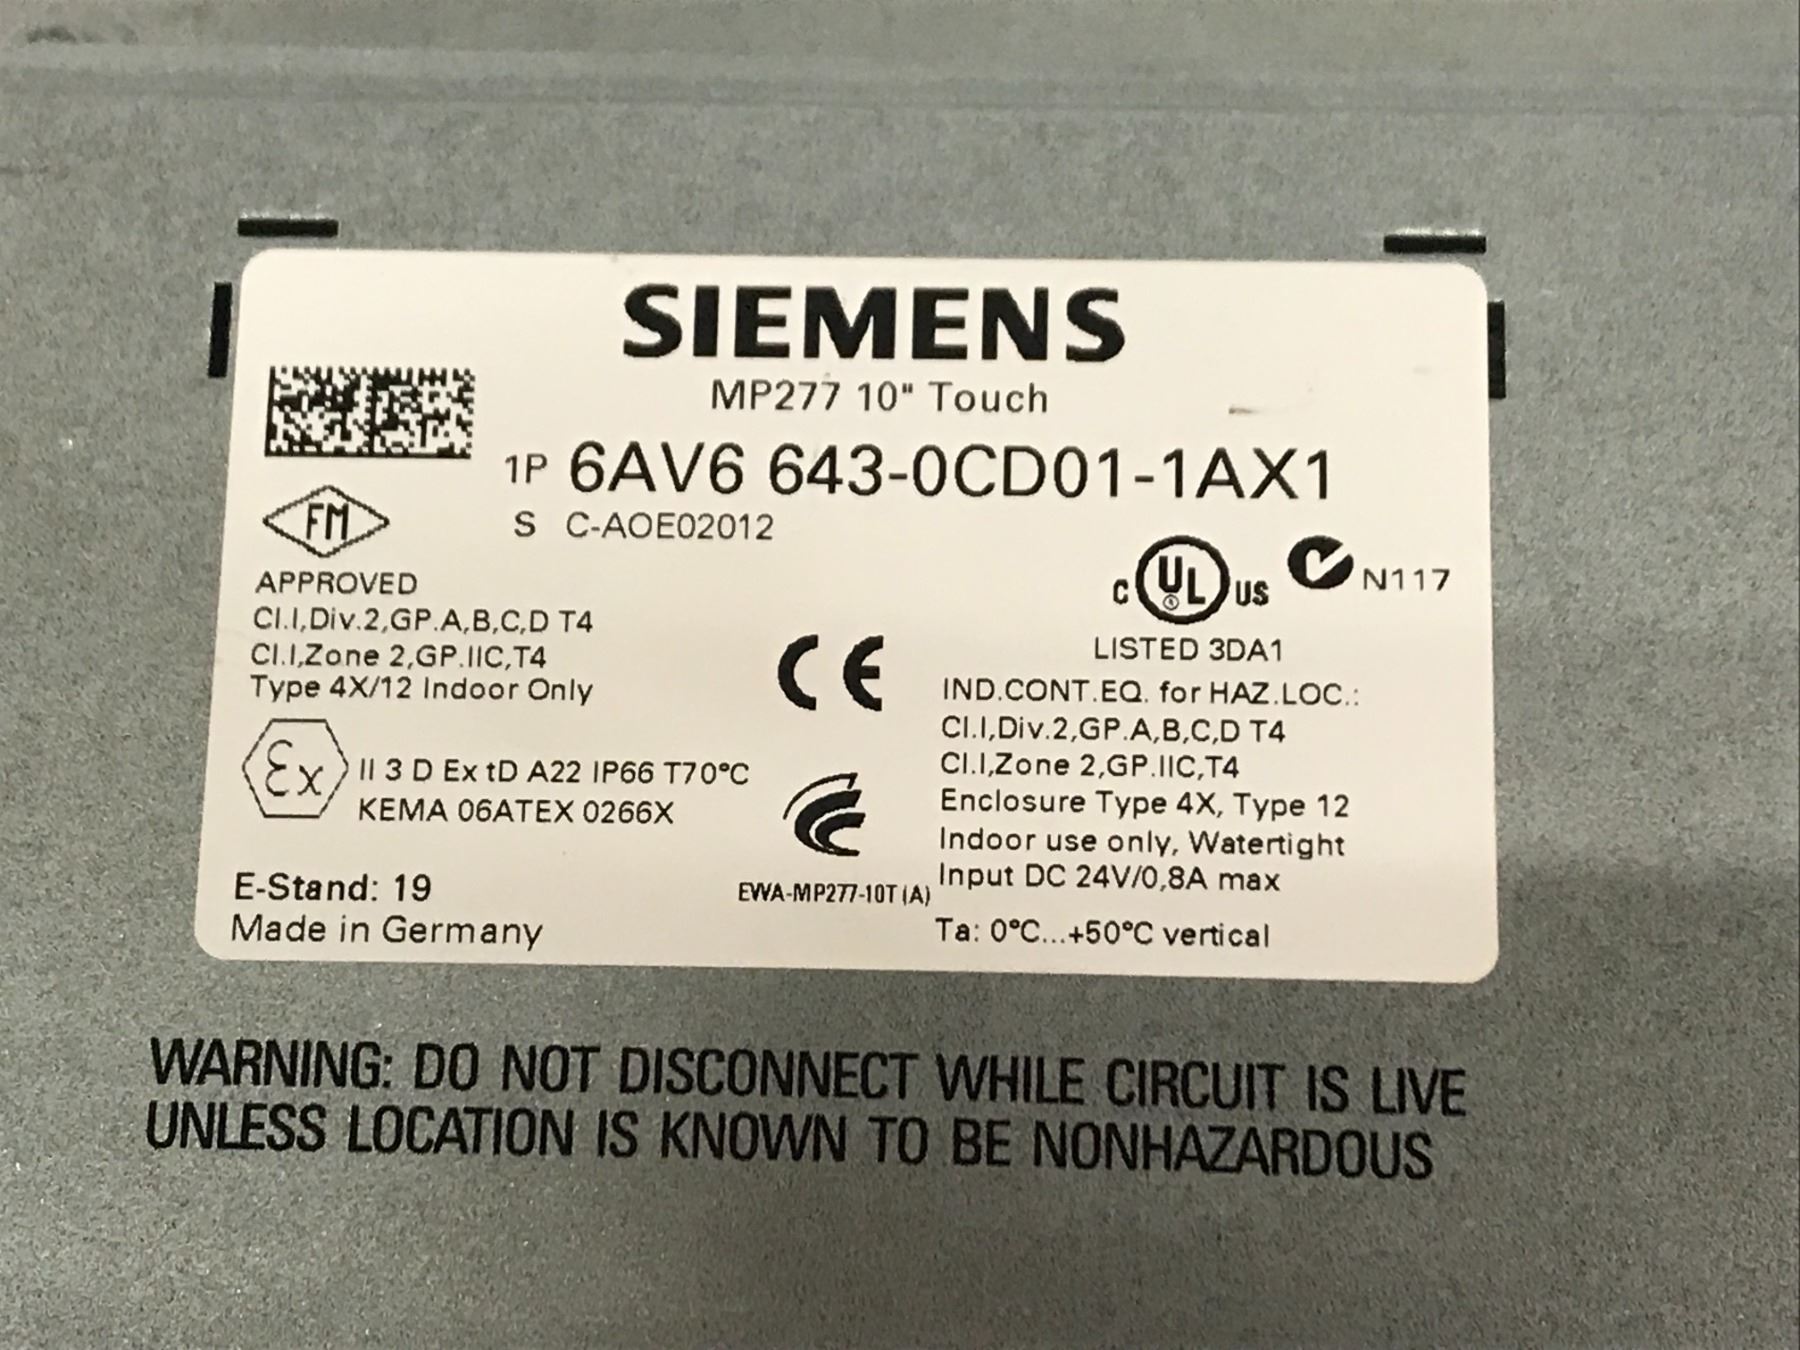 SIEMENS
MP277 10" Touch
1P 6AV6 643-0CD01-1AX1
S C-AOE02012
FM
APPROVED
Cl.I,Div.2,GP.A,B,C,D T4
Cl.I,Zone 2,GP.IIC,T4
Type 4X/12 Indoor Only
Ex II 3 D Ex tD A22 IP66 T70°C
KEMA 06ATEX 0266X
E-Stand: 19
Made in Germany
CE
EWA-MP277-10T(A)
C UL US N117
LISTED 3DA1
IND.CONT.EQ. for HAZ.LOC.:
Cl.I,Div.2,GP.A,B,C,D T4
Cl.I,Zone 2,GP.IIC,T4
Enclosure Type 4X, Type 12
Indoor use only, Watertight
Input DC 24V/0,8A max
Ta: 0°C...+50°C vertical
WARNING: DO NOT DISCONNECT WHILE CIRCUIT IS LIVE
UNLESS LOCATION IS KNOWN TO BE NONHAZARDOUS